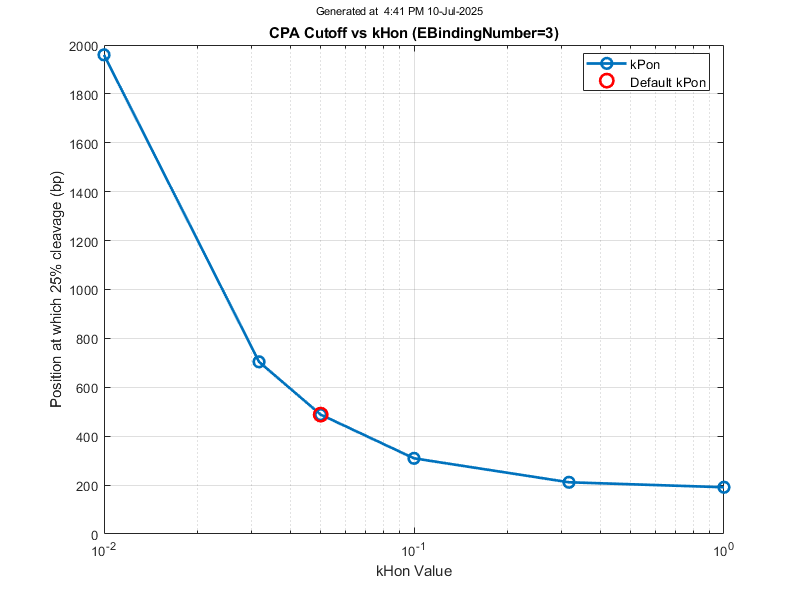 Generated at  4:41 PM 10-Jul-2025
CPA Cutoff vs kHon (EBindingNumber=3)
kPon
Default kPon
Position at which 25% cleavage (bp)
2000
1800
1600
1400
1200
1000
800
600
400
200
0
10^-2
10^-1
10^0
kHon Value